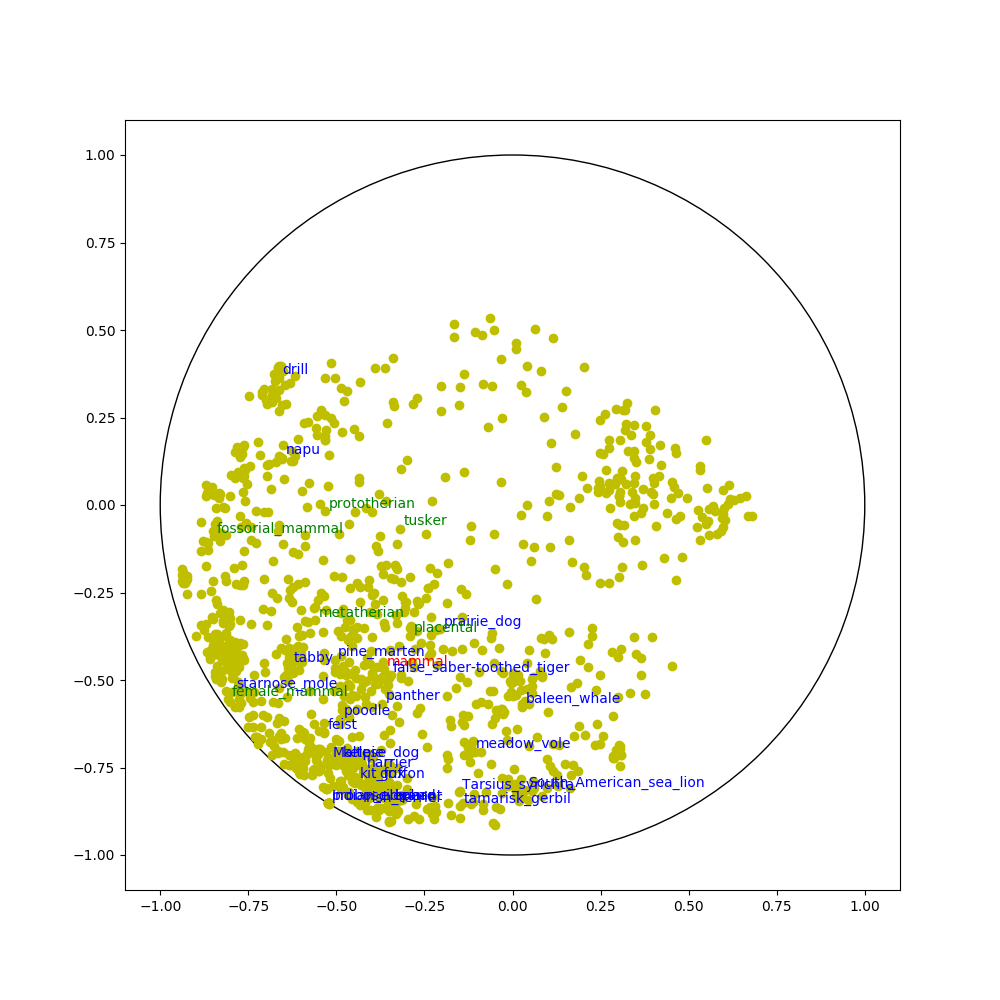 1.00
0.75
0.50
drill
0.25
napu
prototherian
0.00
tusker
fossorial_mammal
−0.25
metatherian
prairie_dog
placental
pine_marten
tabby
mammal
false_saber-toothed_tiger
−0.50
starnose_mole
female_mammal
panther
baleen_whale
poodle
feist
meadow_vole
harrier
−0.75
kit_fox
griffon
Tarsius_syrichta
South_American_sea_lion
tamarisk_gerbil
−1.00
−1.00 −0.75 −0.50 −0.25 0.00 0.25 0.50 0.75 1.00